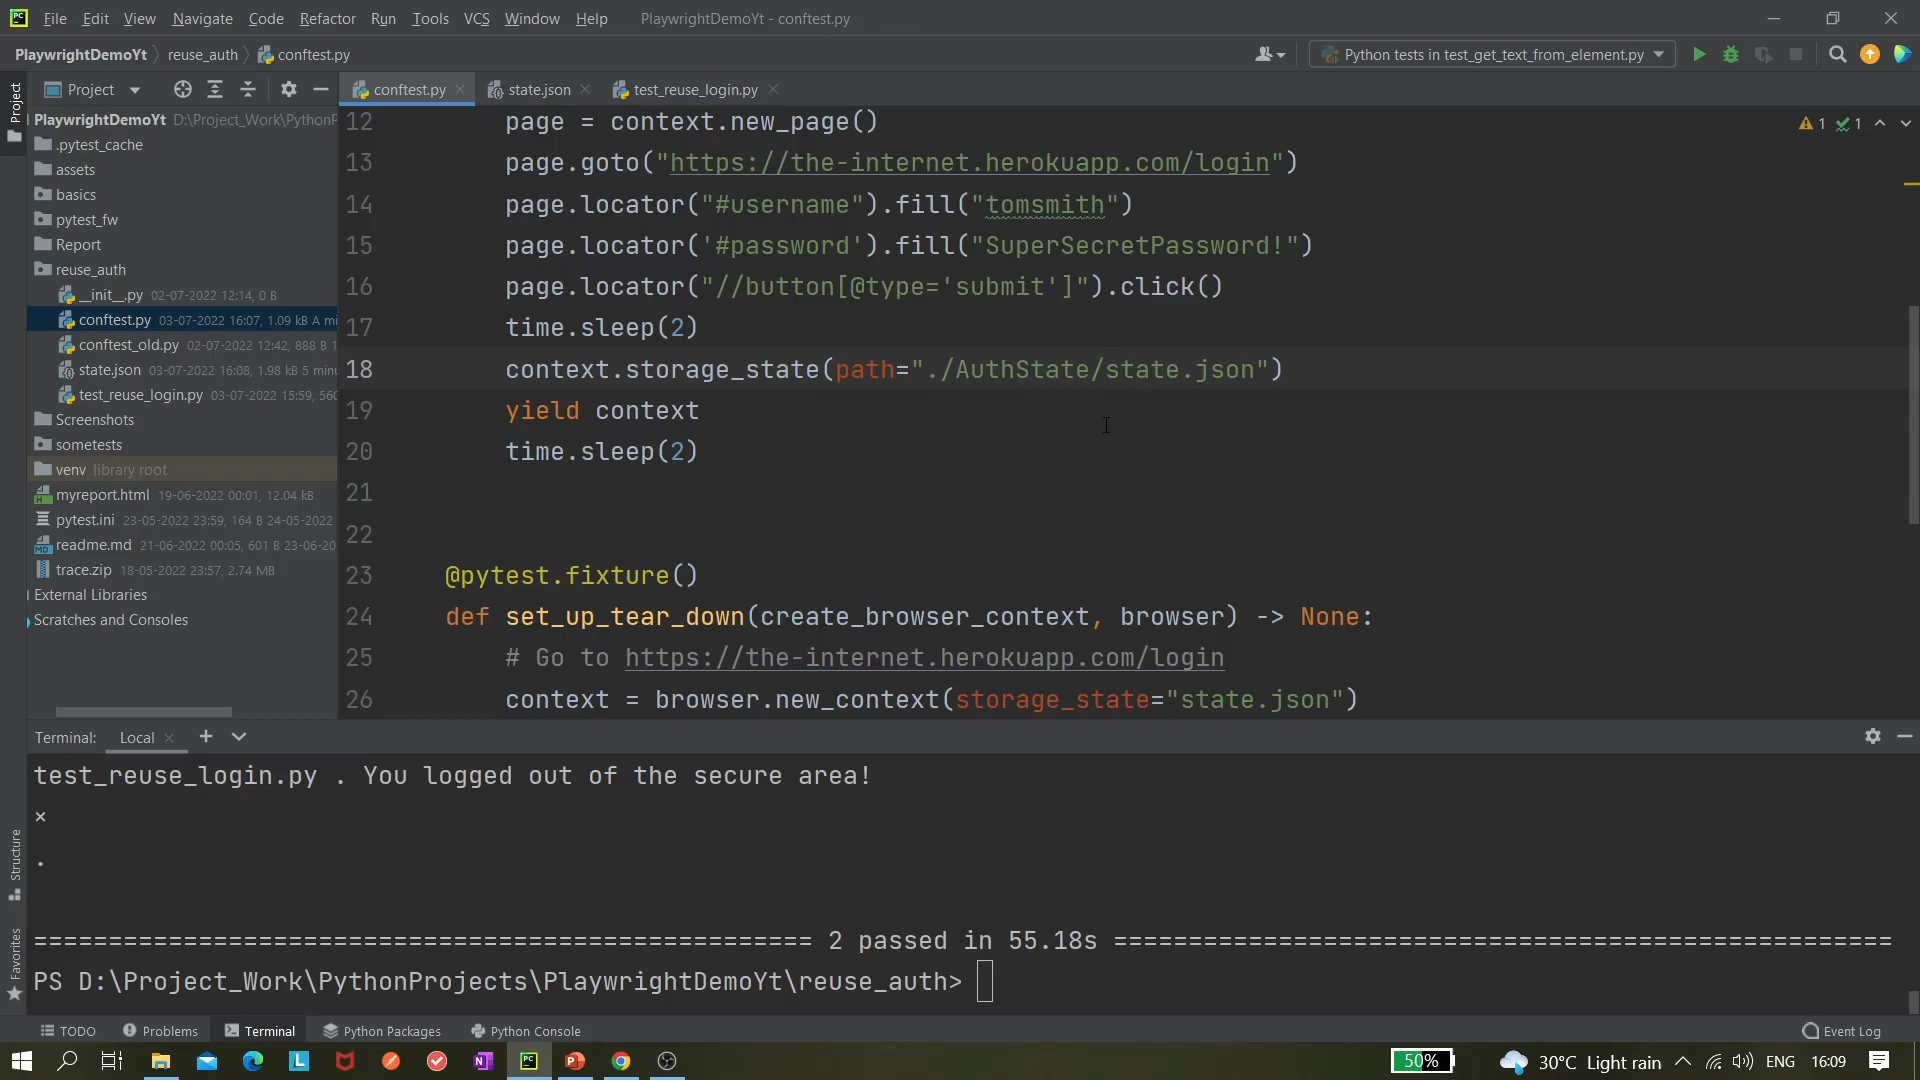 File Edit View Navigate Code Refactor Run Tools VCS Window Help PlaywrightDemoYt - conftest.py
PlaywrightDemoYt reuse_auth conftest.py Python tests in test_get_text_from_element.py
Project conftest.py state.json test_reuse_login.py
Project
PlaywrightDemoYt D:\Project_Work\PythonP
.pytest_cache
assets
basics
pytest_fw
Report
reuse_auth
__init__.py 02-07-2022 12:14, 0 B
conftest.py 03-07-2022 16:07, 1.09 kB A mi
conftest_old.py 02-07-2022 12:42, 888 B 1
state.json 03-07-2022 16:08, 1.98 kB 5 minu
test_reuse_login.py 03-07-2022 15:59, 560
Screenshots
sometests
venv library root
myreport.html 19-06-2022 00:01, 12.04 kB
pytest.ini 23-05-2022 23:59, 164 B 24-05-2022
readme.md 21-06-2022 00:05, 601 B 23-06-20
trace.zip 18-05-2022 23:57, 2.74 MB
External Libraries
Scratches and Consoles
12 page = context.new_page()
1 1
13 page.goto("https://the-internet.herokuapp.com/login")
14 page.locator("#username").fill("tomsmith")
15 page.locator('#password').fill("SuperSecretPassword!")
16 page.locator("//button[@type='submit']").click()
17 time.sleep(2)
18 context.storage_state(path="./AuthState/state.json")
19 yield context
20 time.sleep(2)
21
22
23 @pytest.fixture()
24 def set_up_tear_down(create_browser_context, browser) -> None:
25 # Go to https://the-internet.herokuapp.com/login
26 context = browser.new_context(storage_state="state.json")
Terminal: Local
test_reuse_login.py . You logged out of the secure area!
×
.
==================================================== 2 passed in 55.18s ====================================================
PS D:\Project_Work\PythonProjects\PlaywrightDemoYt\reuse_auth>
Structure
Favorites
TODO Problems Terminal Python Packages Python Console Event Log
50% 30°C Light rain ENG 16:09